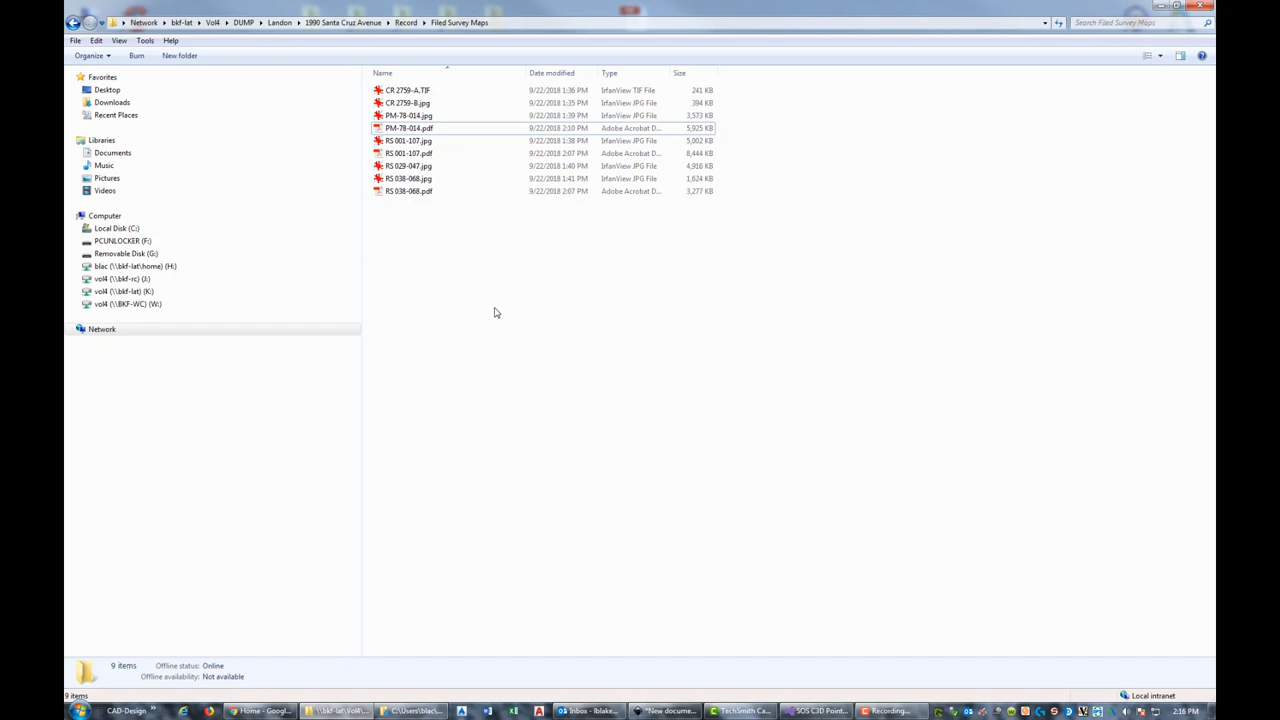 Network ▸ bkf-lat ▸ Vol4 ▸ DUMP ▸ Landon ▸ 1990 Santa Cruz Avenue ▸ Record ▸ Filed Survey Maps
Search Filed Survey Maps
File Edit View Tools Help
Organize ▾ Burn New folder
Name Date modified Type Size
Favorites
Desktop
Downloads
Recent Places
Libraries
Documents
Music
Pictures
Videos
Computer
Local Disk (C:)
PCUNLOCKER (F:)
Removable Disk (G:)
blac (\\bkf-lat\home) (H:)
vol4 (\\bkf-rc) (J:)
vol4 (\\bkf-lat) (K:)
vol4 (\\BKF-WC) (W:)
Network
CR 2759-A.TIF 9/22/2018 1:36 PM IrfanView TIF File 241 KB
CR 2759-B.jpg 9/22/2018 1:35 PM IrfanView JPG File 394 KB
PM-78-014.jpg 9/22/2018 1:39 PM IrfanView JPG File 3,573 KB
PM-78-014.pdf 9/22/2018 2:10 PM Adobe Acrobat D... 5,925 KB
RS 001-107.jpg 9/22/2018 1:38 PM IrfanView JPG File 5,002 KB
RS 001-107.pdf 9/22/2018 2:07 PM Adobe Acrobat D... 8,444 KB
RS 029-047.jpg 9/22/2018 1:40 PM IrfanView JPG File 4,916 KB
RS 038-068.jpg 9/22/2018 1:41 PM IrfanView JPG File 1,624 KB
RS 038-068.pdf 9/22/2018 2:07 PM Adobe Acrobat D... 3,277 KB
9 items Offline status: Online
Offline availability: Not available
9 items Local intranet
CAD-Design » Home - Googl... \\bkf-lat\Vol4\... C:\Users\blac\... Inbox - lblake... "New docume... TechSmith Ca... SOS C3D Point... Recording... 2:16 PM